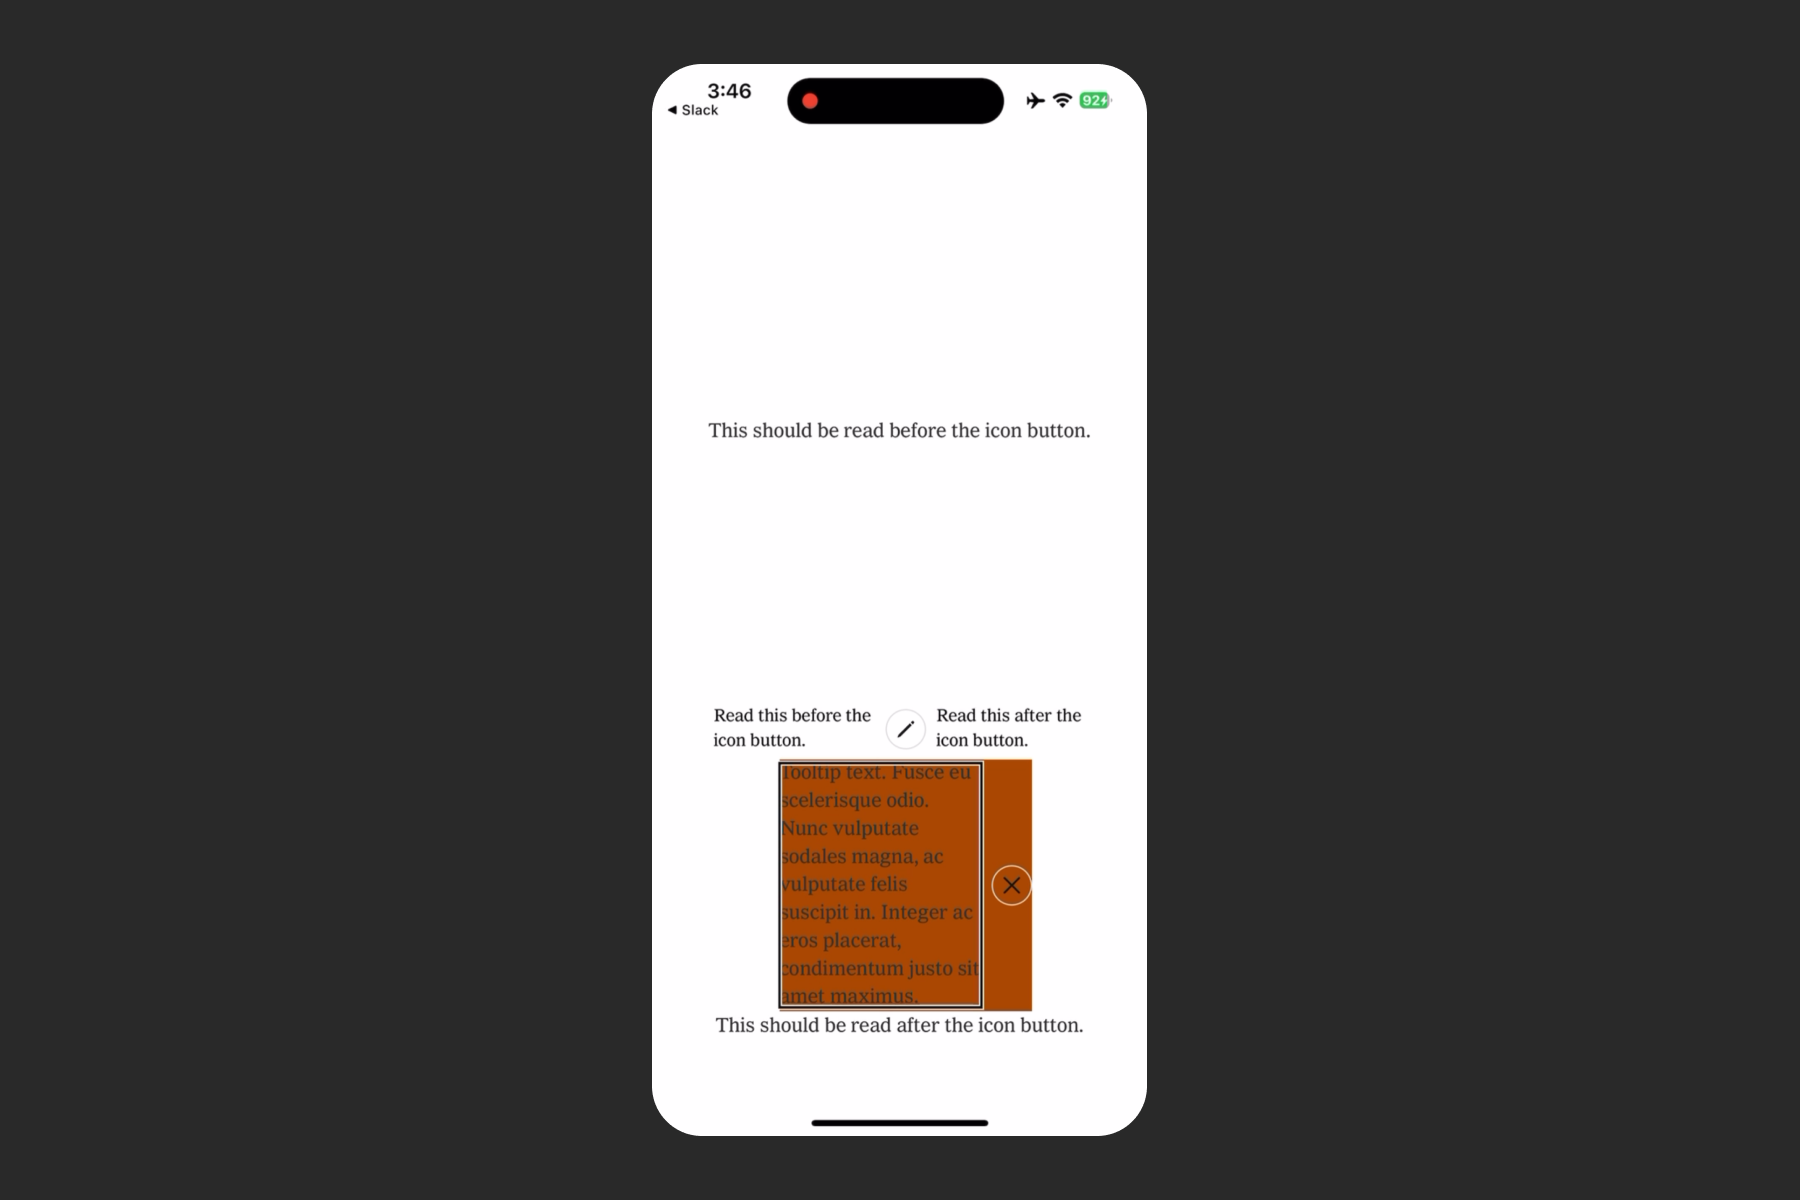 3:46
◀ Slack
92
This should be read before the icon button.
Read this before the
icon button.
Read this after the
icon button.
Tooltip text. Fusce eu
scelerisque odio.
Nunc vulputate
sodales magna, ac
vulputate felis
suscipit in. Integer ac
eros placerat,
condimentum justo sit
amet maximus.
This should be read after the icon button.